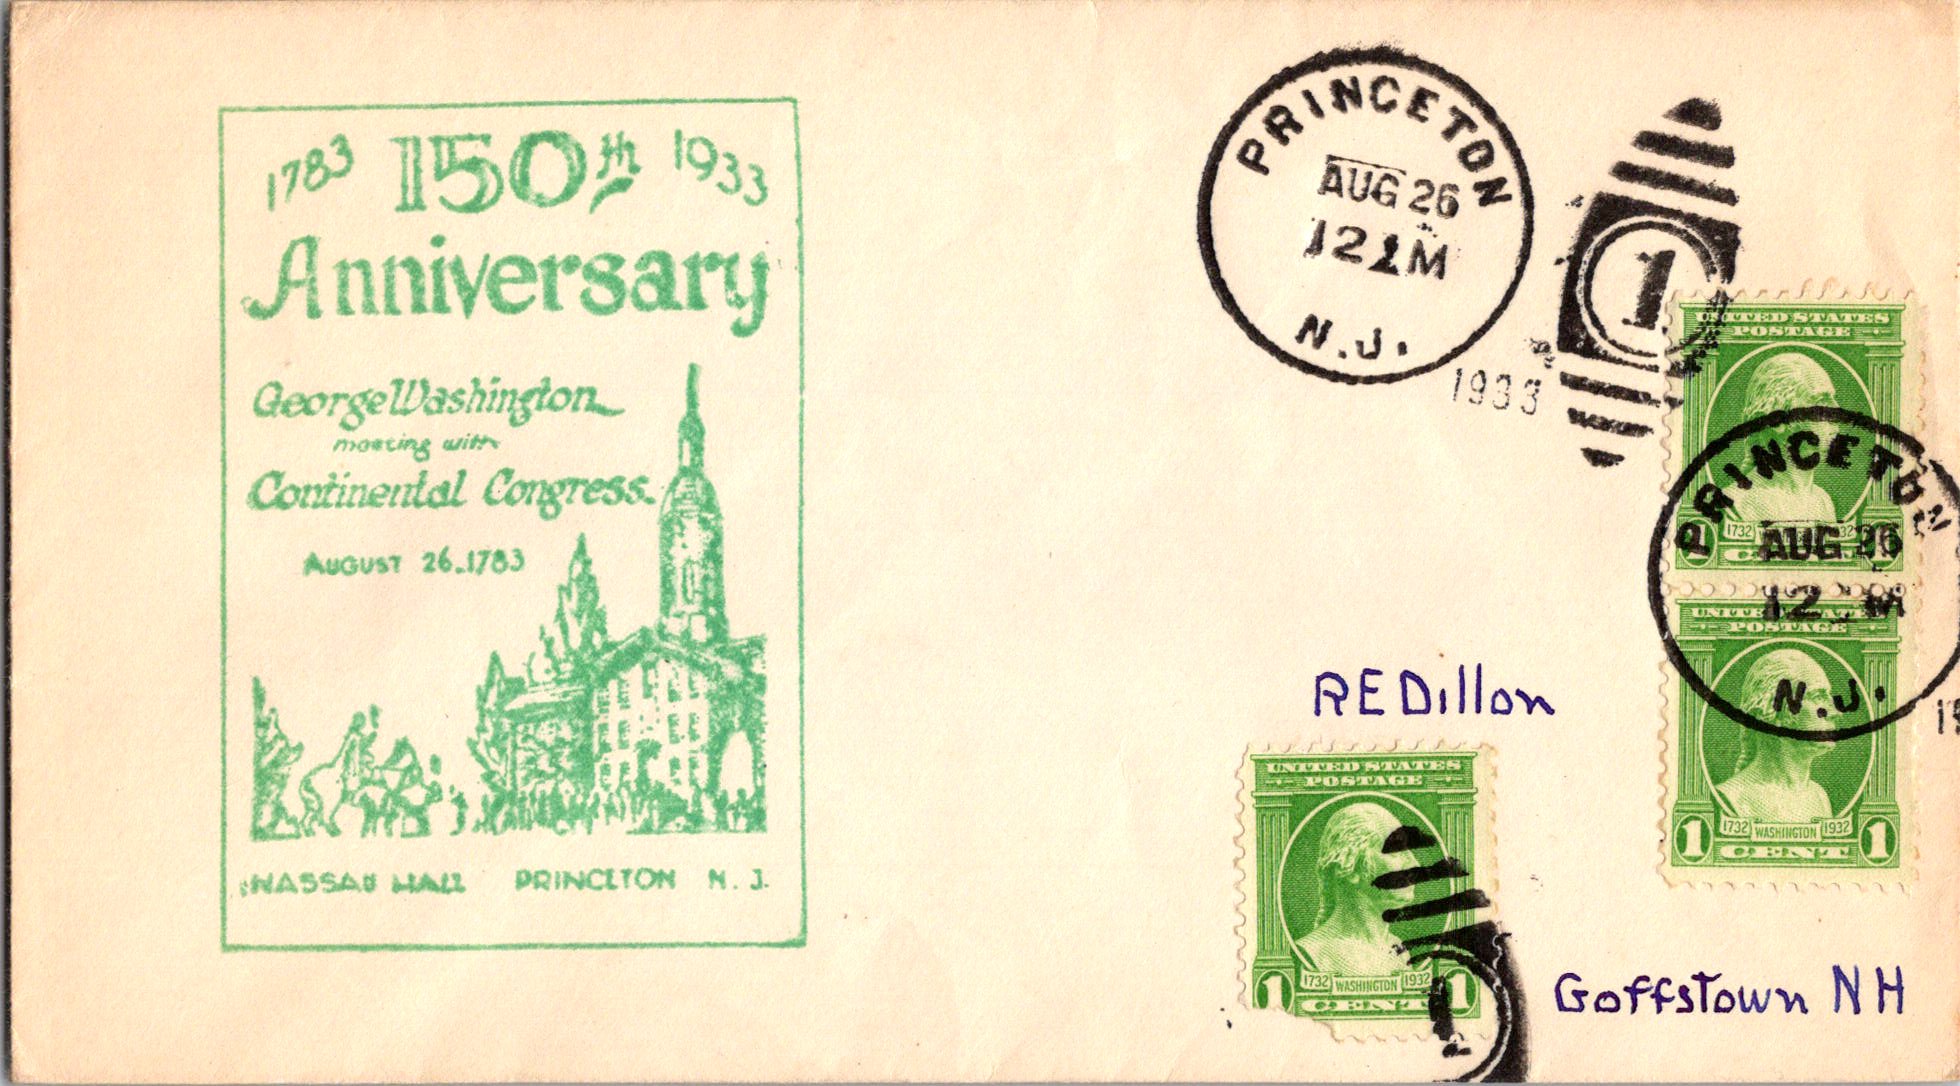 1783 150th 1933
Anniversary
George Washington
meeting with
Continental Congress.
AUGUST 26.1783
NASSAU HALL PRINCETON N. J.
PRINCETON
AUG 26
12 M
N.J.
1933
1
UNITED STATES
POSTAGE
1732 1932
1
CENT
PRINCETON
AUG 26
12 M
N.J.
UNITED STATES
POSTAGE
1732 WASHINGTON 1932
1 CENT 1
RE Dillon
UNITED STATES
POSTAGE
1732 WASHINGTON 1932
1 CENT 1
Goffstown NH